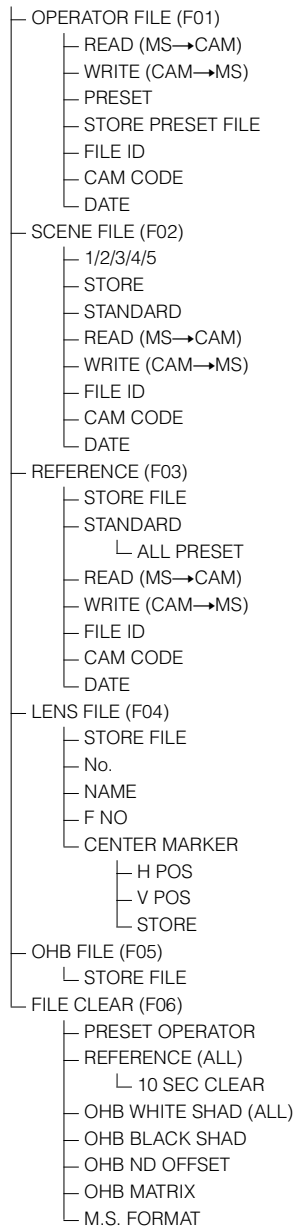 OPERATOR FILE (F01)
READ (MS→CAM)
WRITE (CAM→MS)
PRESET
STORE PRESET FILE
FILE ID
CAM CODE
DATE
SCENE FILE (F02)
1/2/3/4/5
STORE
STANDARD
READ (MS→CAM)
WRITE (CAM→MS)
FILE ID
CAM CODE
DATE
REFERENCE (F03)
STORE FILE
STANDARD
ALL PRESET
READ (MS→CAM)
WRITE (CAM→MS)
FILE ID
CAM CODE
DATE
LENS FILE (F04)
STORE FILE
No.
NAME
F NO
CENTER MARKER
H POS
V POS
STORE
OHB FILE (F05)
STORE FILE
FILE CLEAR (F06)
PRESET OPERATOR
REFERENCE (ALL)
10 SEC CLEAR
OHB WHITE SHAD (ALL)
OHB BLACK SHAD
OHB ND OFFSET
OHB MATRIX
M.S. FORMAT